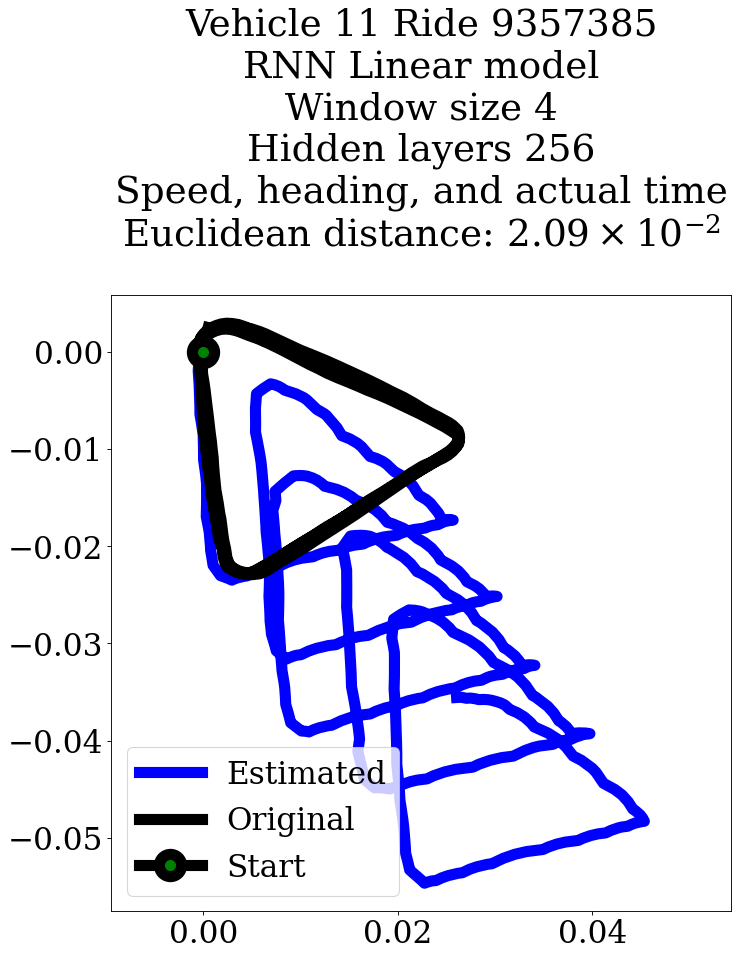 Vehicle 11 Ride 9357385
RNN Linear model
Window size 4
Hidden layers 256
Speed, heading, and actual time
Euclidean distance: 2.09 × 10⁻²
0.00
−0.01
−0.02
−0.03
−0.04
−0.05
Estimated
Original
Start
0.00 0.02 0.04